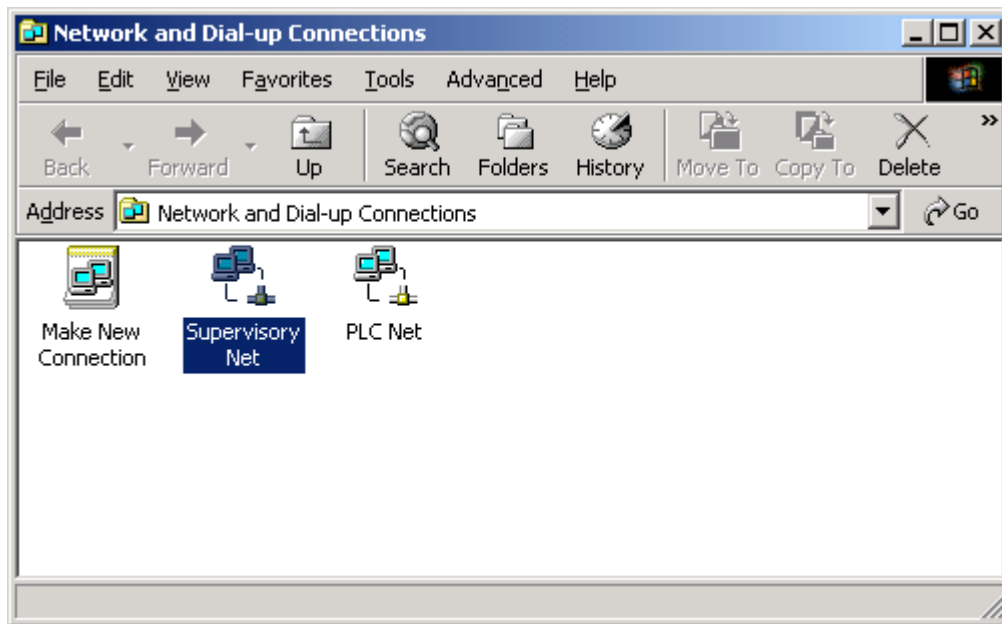 Network and Dial-up Connections
File Edit View Favorites Tools Advanced Help
Back Forward Up Search Folders History Move To Copy To Delete »
Address Network and Dial-up Connections Go
Make New Connection
Supervisory Net
PLC Net